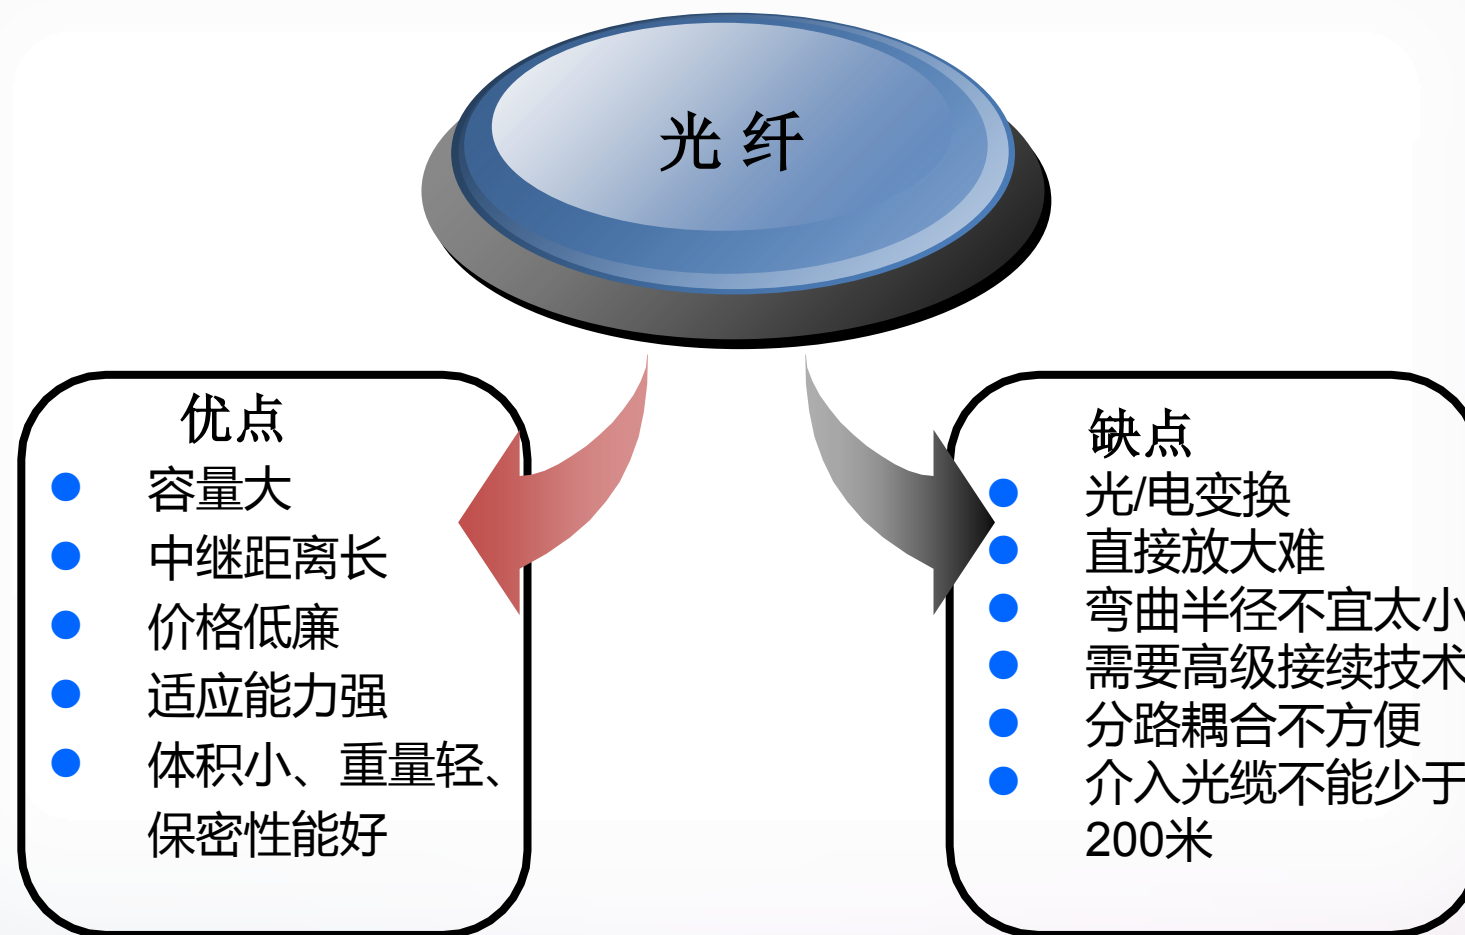 光 纤
优点
容量大
中继距离长
价格低廉
适应能力强
体积小、重量轻、
保密性能好
缺点
光/电变换
直接放大难
弯曲半径不宜太小
需要高级接续技术
分路耦合不方便
介入光缆不能少于
200米